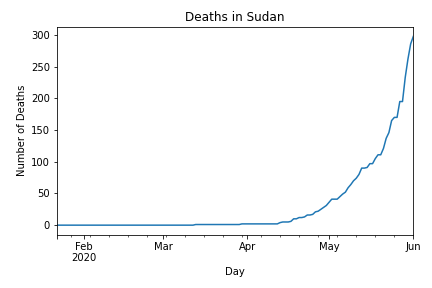 Deaths in Sudan
300
250
200
150
100
50
0
Number of Deaths
Feb
2020
Mar
Apr
May
Jun
Day